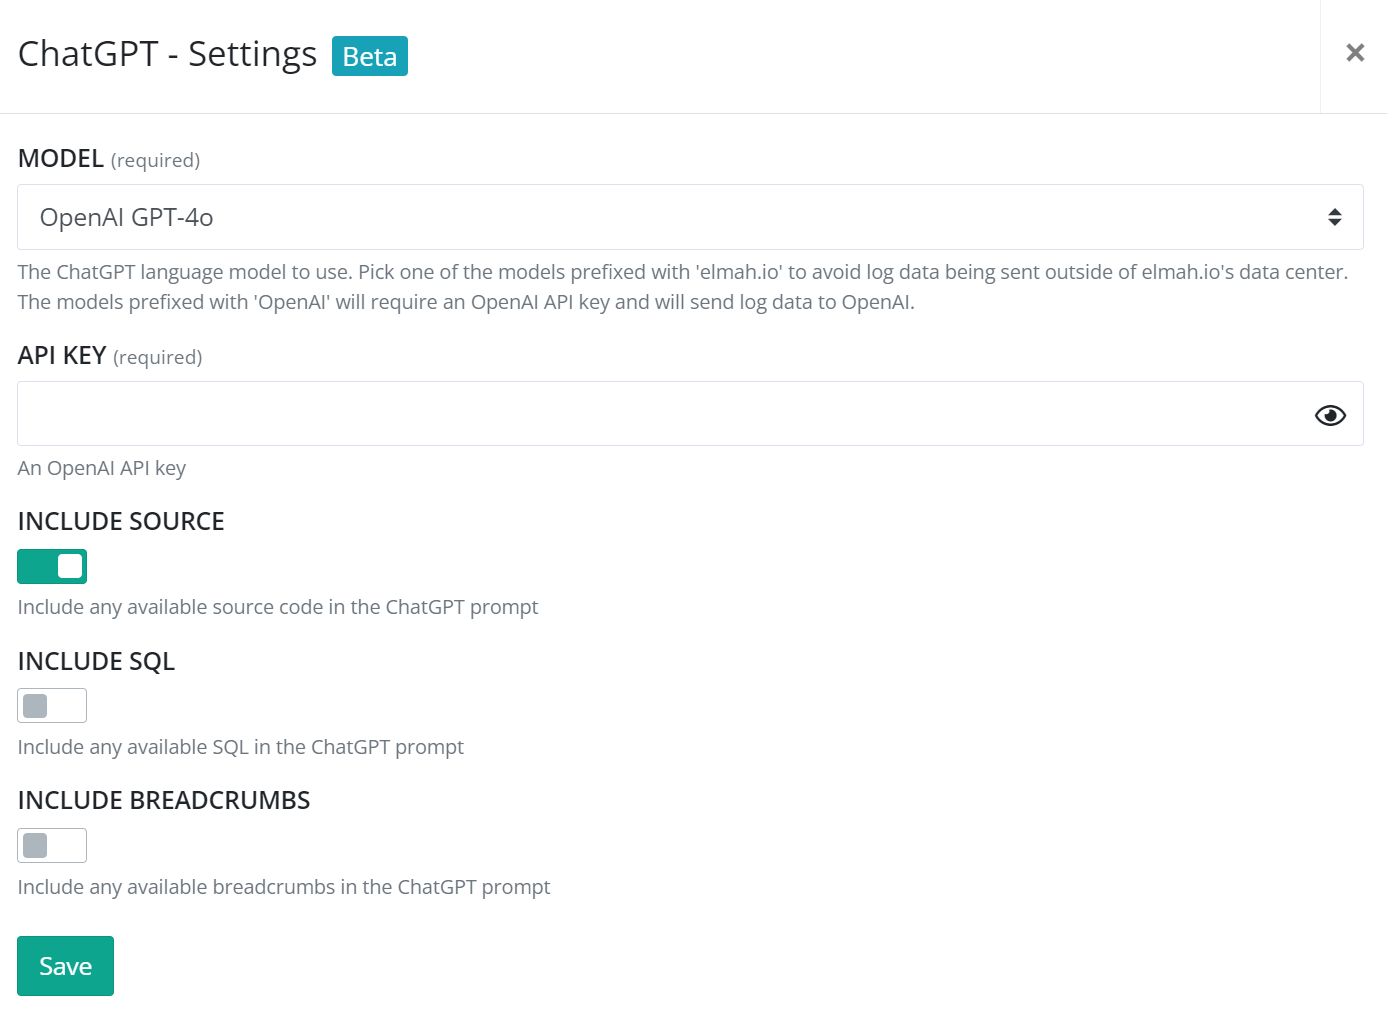 ChatGPT - Settings Beta
MODEL (required)
OpenAI GPT-4o
The ChatGPT language model to use. Pick one of the models prefixed with 'elmah.io' to avoid log data being sent outside of elmah.io's data center.
The models prefixed with 'OpenAI' will require an OpenAI API key and will send log data to OpenAI.
API KEY (required)
An OpenAI API key
INCLUDE SOURCE
Include any available source code in the ChatGPT prompt
INCLUDE SQL
Include any available SQL in the ChatGPT prompt
INCLUDE BREADCRUMBS
Include any available breadcrumbs in the ChatGPT prompt
Save